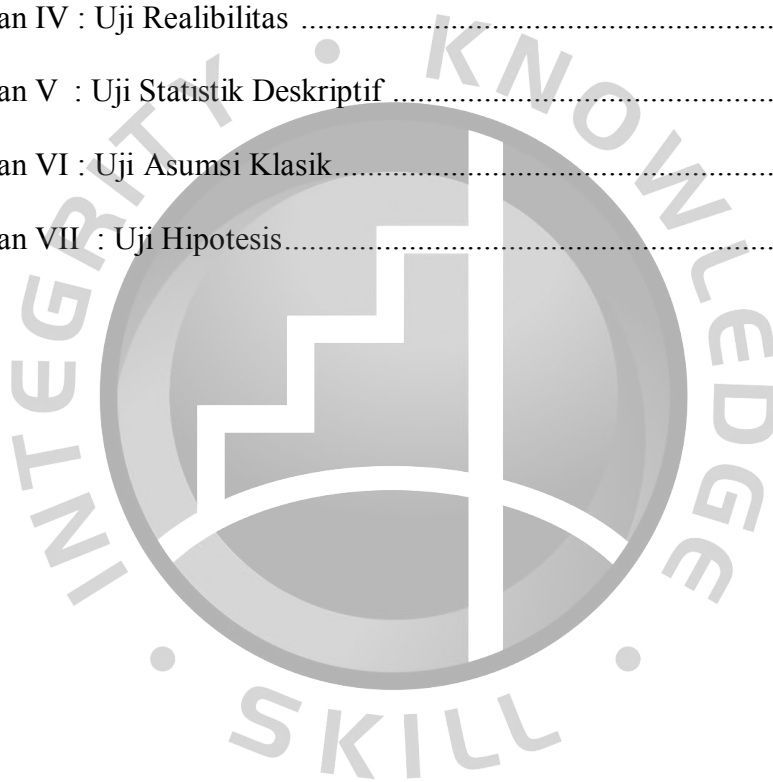 an IV : Uji Realibilitas ........................................................................
an V : Uji Statistik Deskriptif ........................................................
an VI : Uji Asumsi Klasik..................................................................
an VII : Uji Hipotesis.........................................................................
INTEGRITY • KNOWLEDGE • SKILL •